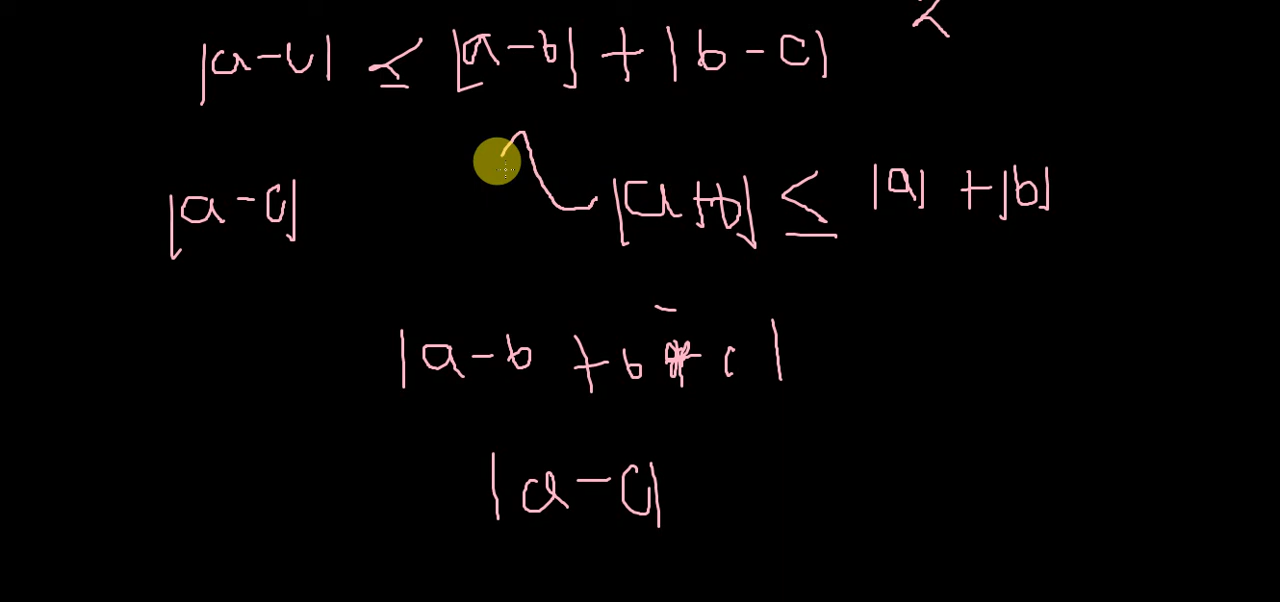 |a-c| ≤ |a-b| + |b-c|
|a-c| |a+b| ≤ |a| + |b|
|a-b + b - c|
|a-c|